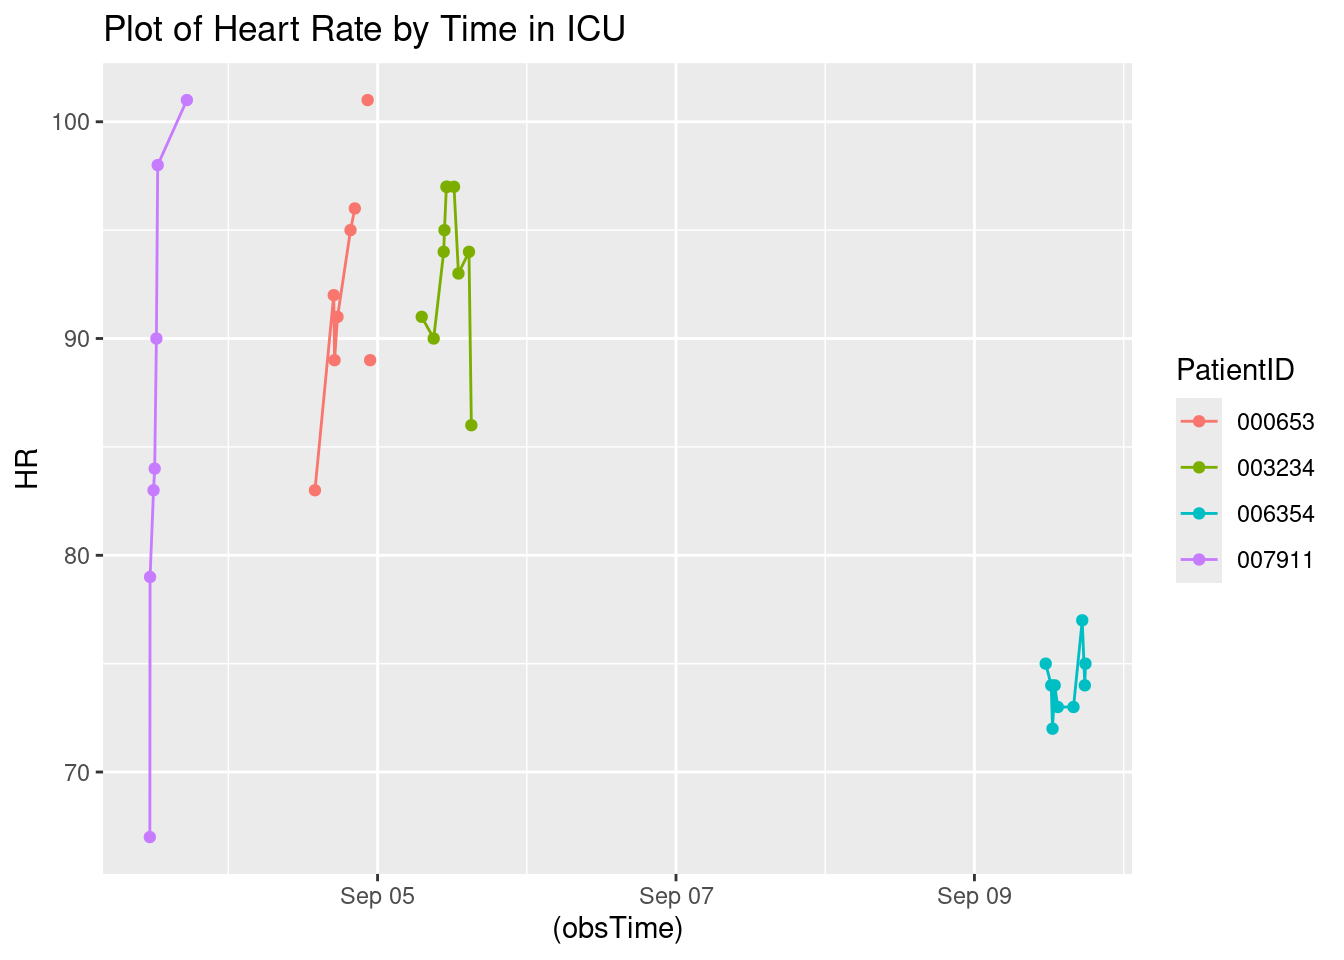 Plot of Heart Rate by Time in ICU
100
90
80
70
HR
Sep 05
Sep 07
Sep 09
(obsTime)
PatientID
000653
003234
006354
007911